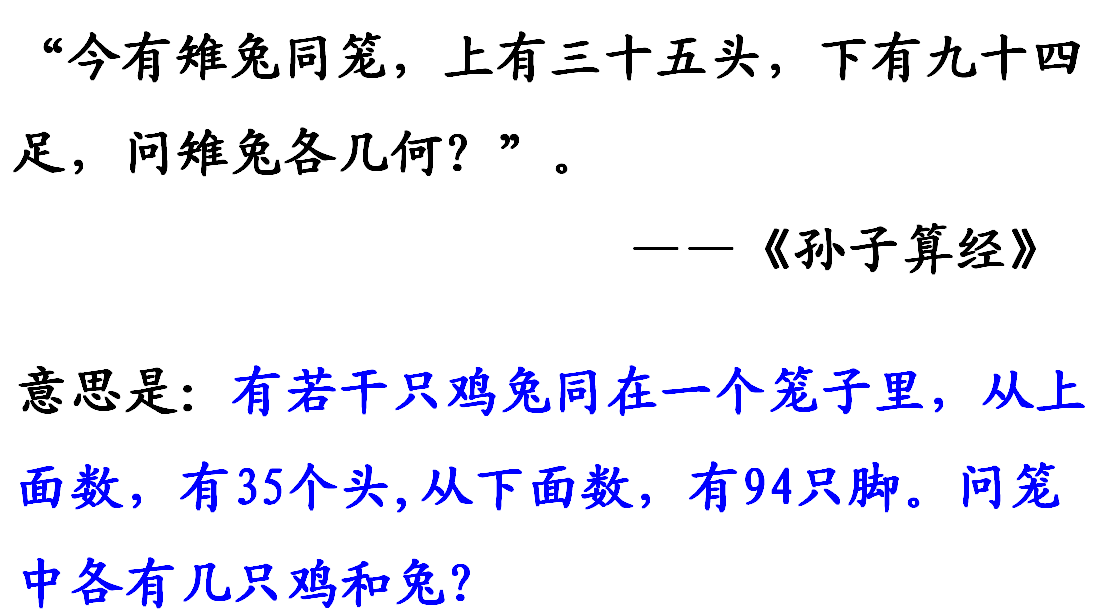 “今有雉兔同笼，上有三十五头，下有九十四
足，问雉兔各几何？”。
——《孙子算经》
意思是：有若干只鸡兔同在一个笼子里，从上
面数，有35个头,从下面数，有94只脚。问笼
中各有几只鸡和兔？